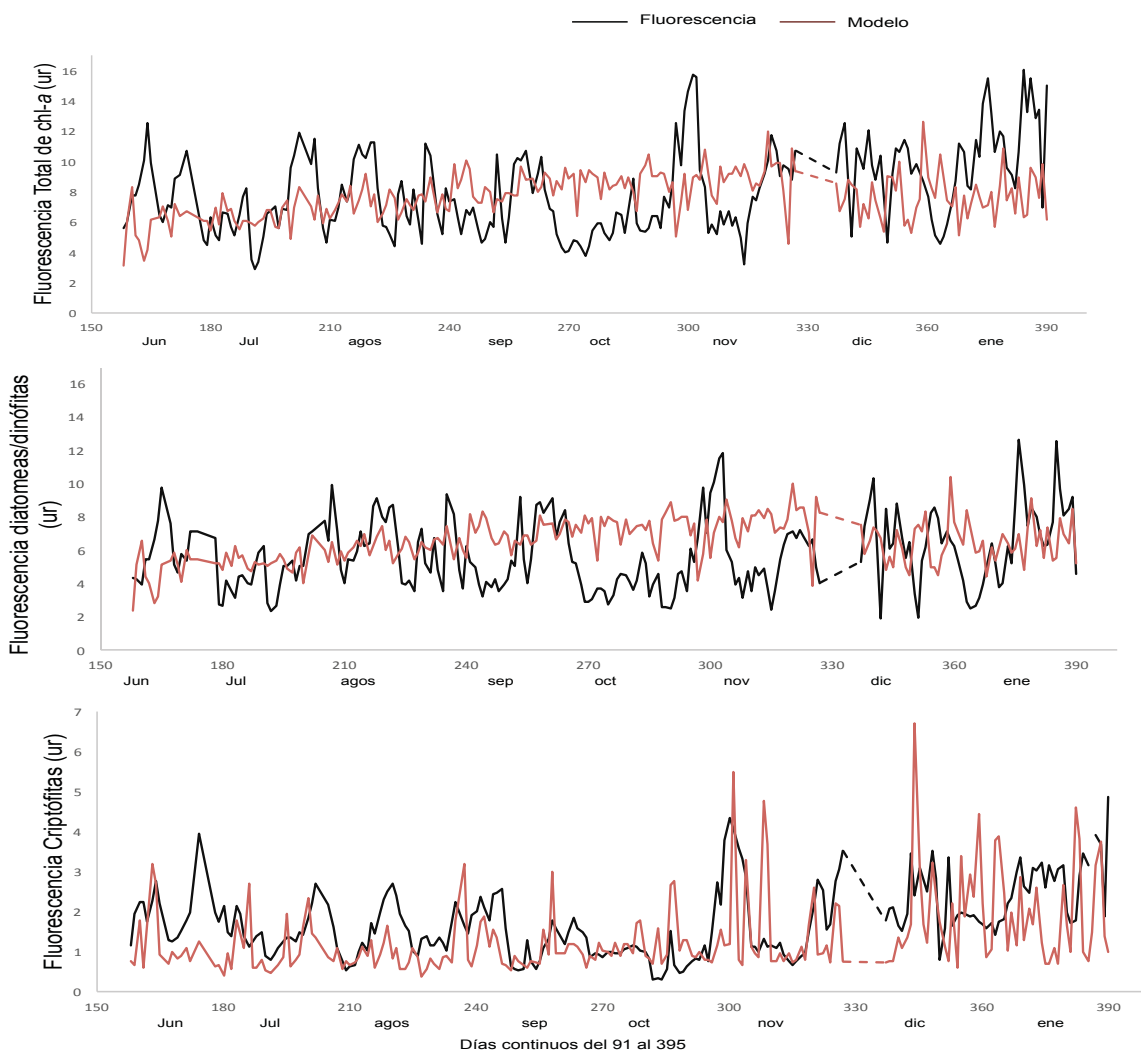 Fluorescencia
Modelo
Fluorescencia Total de chl-a (ur)
16
14
12
10
8
6
4
2
0
150 180 210 240 270 300 330 360 390
Jun Jul agos sep oct nov dic ene
Fluorescencia diatomeas/dinófitas
(ur)
16
14
12
10
8
6
4
2
0
150 180 210 240 270 300 330 360 390
Jun Jul agos sep oct nov dic ene
Fluorescencia Criptófitas (ur)
7
6
5
4
3
2
1
0
150 180 210 240 270 300 330 360 390
Jun Jul agos sep oct nov dic ene
Días continuos del 91 al 395